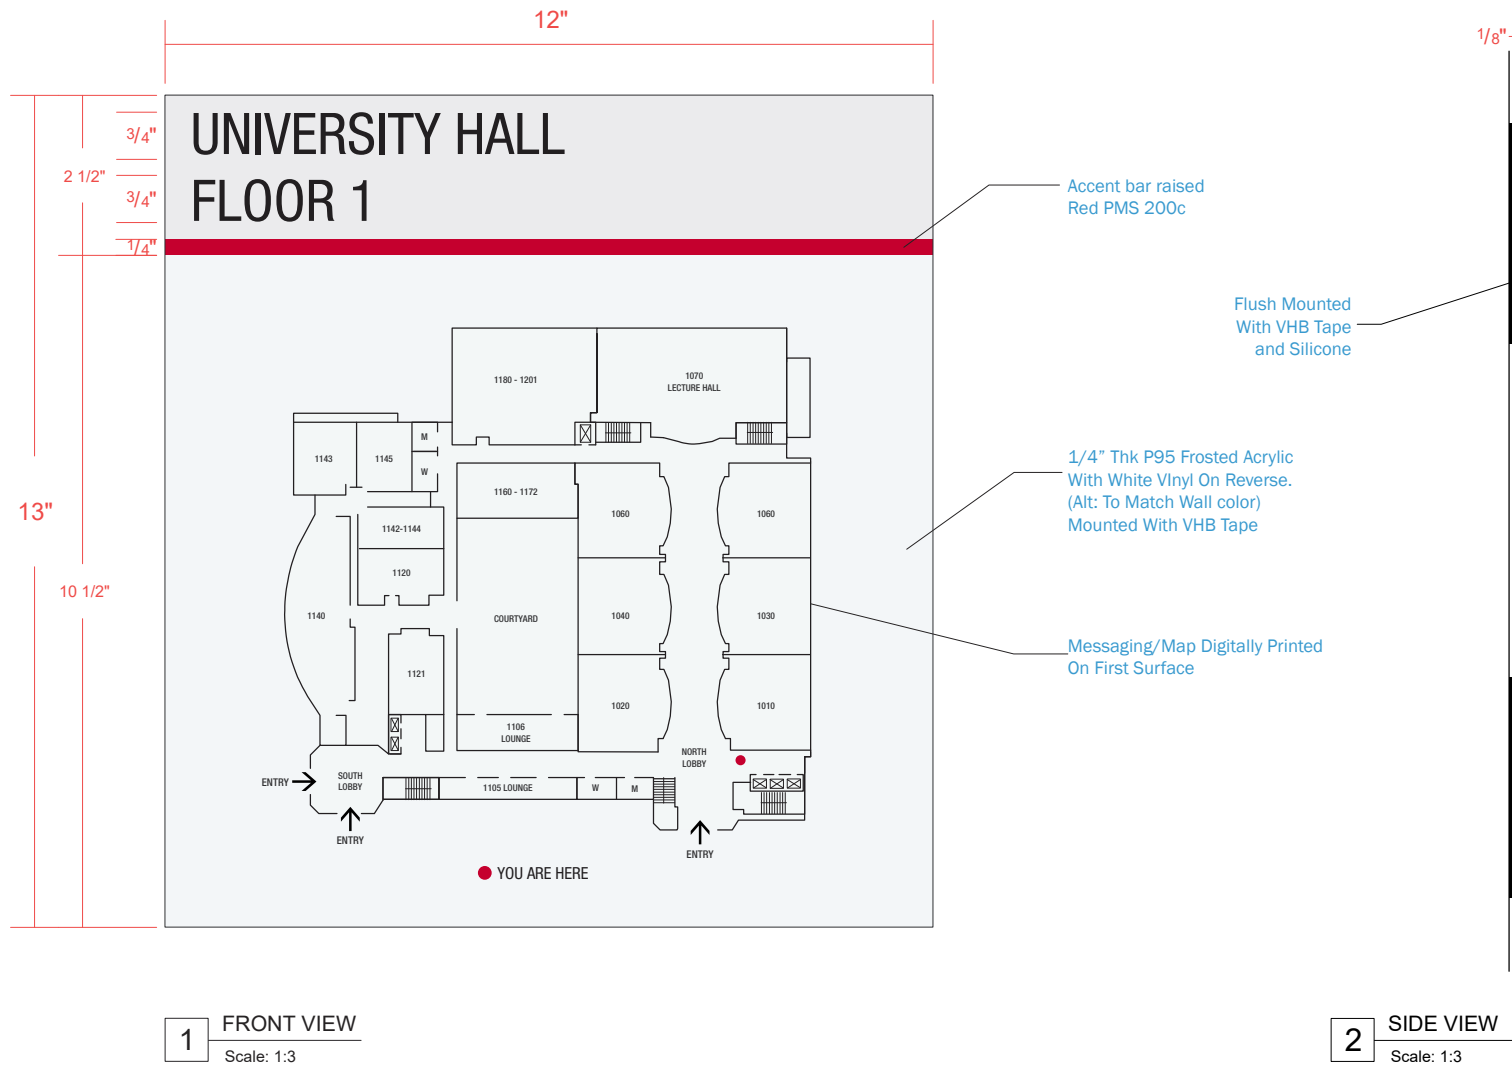 12"
1/8"
3/4"
UNIVERSITY HALL
2 1/2"
3/4"
FLOOR 1
1/4"
Accent bar raised
Red PMS 200c
Flush Mounted
With VHB Tape
and Silicone
1180 - 1201
1070
LECTURE HALL
M
1143
1145
W
1160 - 1172
1/4” Thk P95 Frosted Acrylic
With White VInyl On Reverse.
(Alt: To Match Wall color)
Mounted With VHB Tape
13"
1060
1060
1142-1144
1120
10 1/2"
1140
COURTYARD
1040
1030
Messaging/Map Digitally Printed
On First Surface
1121
1020
1010
1106
LOUNGE
NORTH
LOBBY
ENTRY
SOUTH
LOBBY
1105 LOUNGE
W
M
ENTRY
ENTRY
YOU ARE HERE
1
FRONT VIEW
Scale: 1:3
2
SIDE VIEW
Scale: 1:3